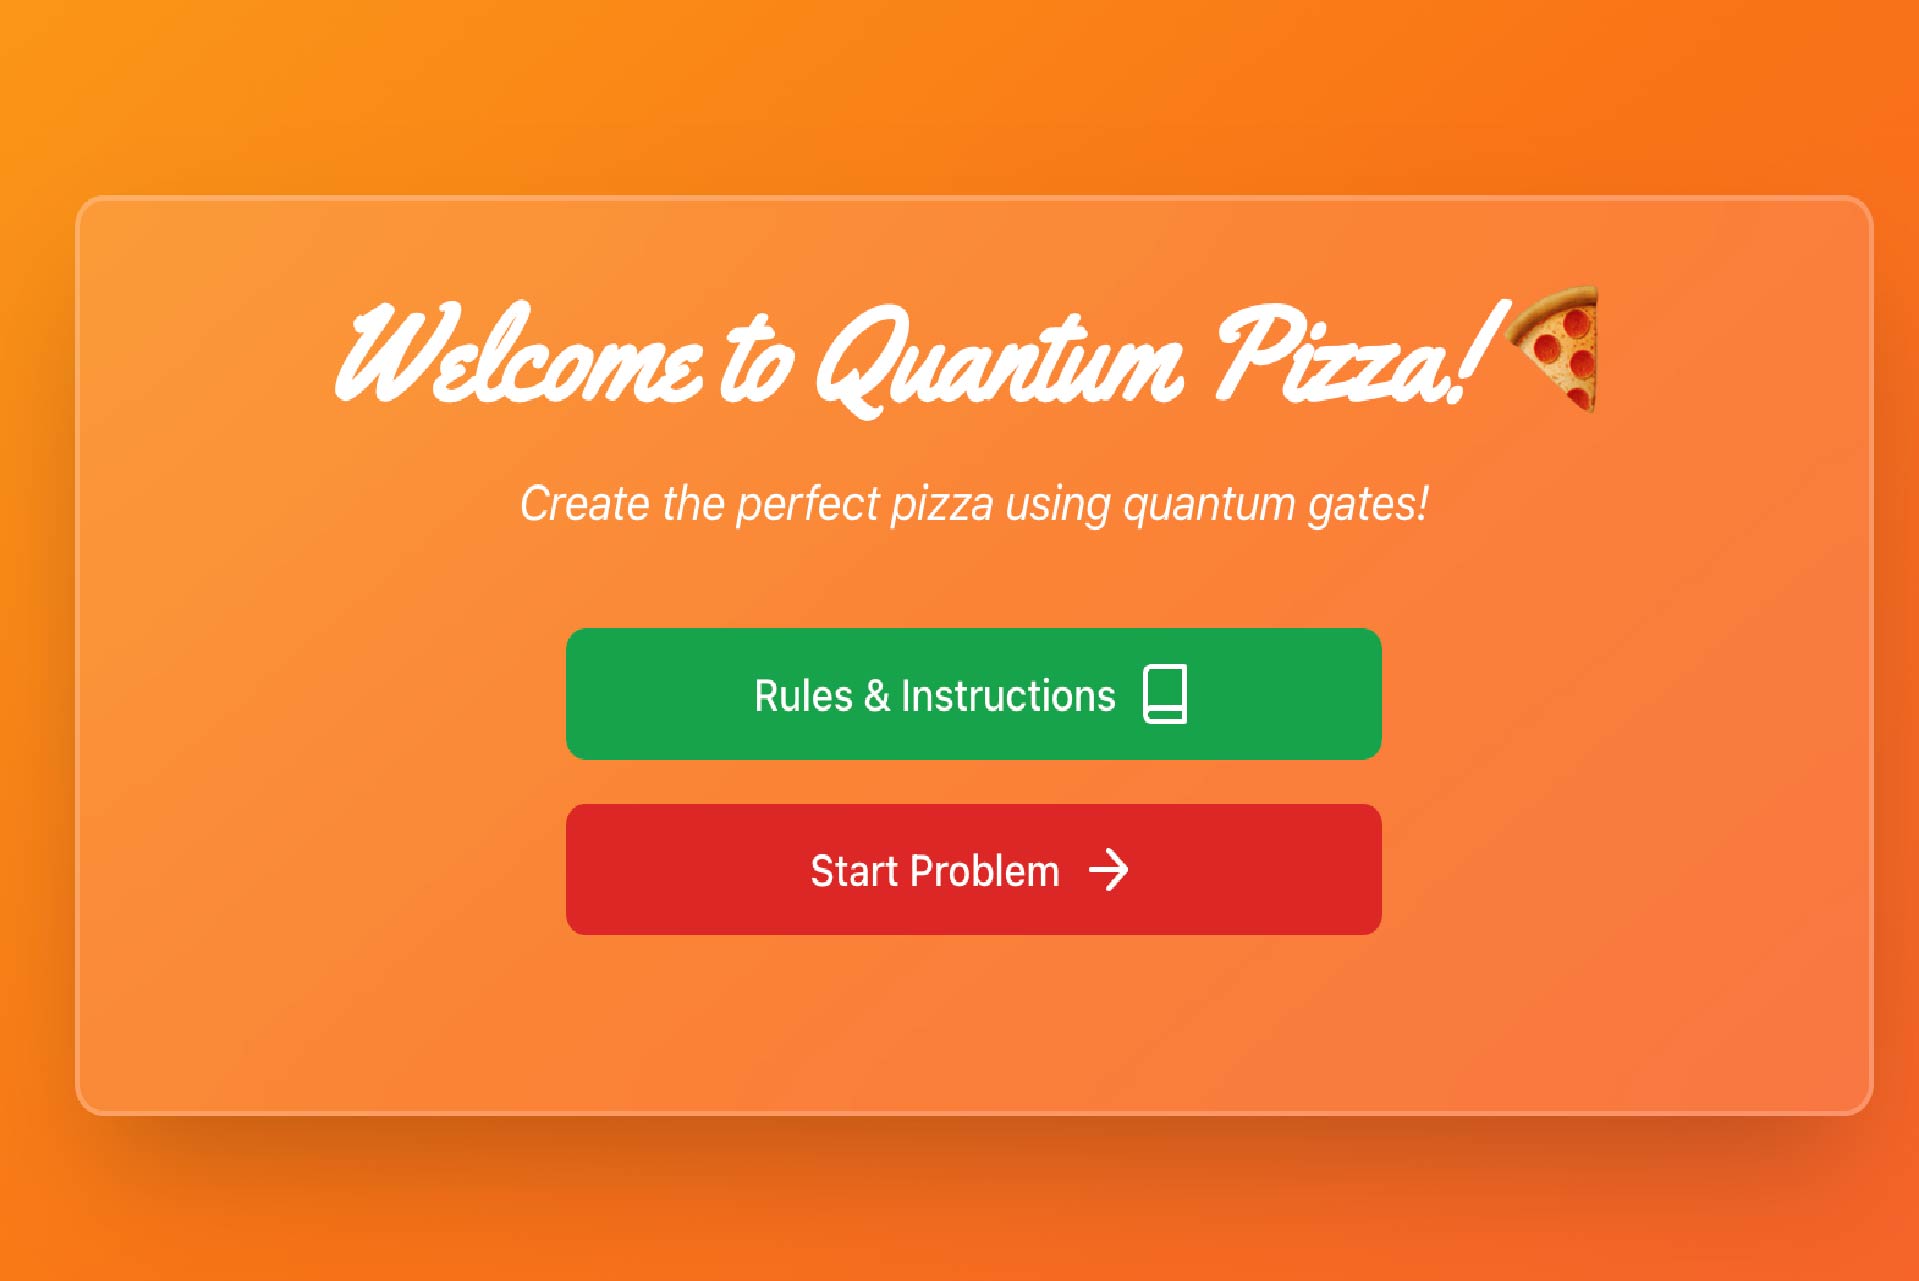 Welcome to Quantum Pizza!
Create the perfect pizza using quantum gates!
Rules & Instructions
Start Problem